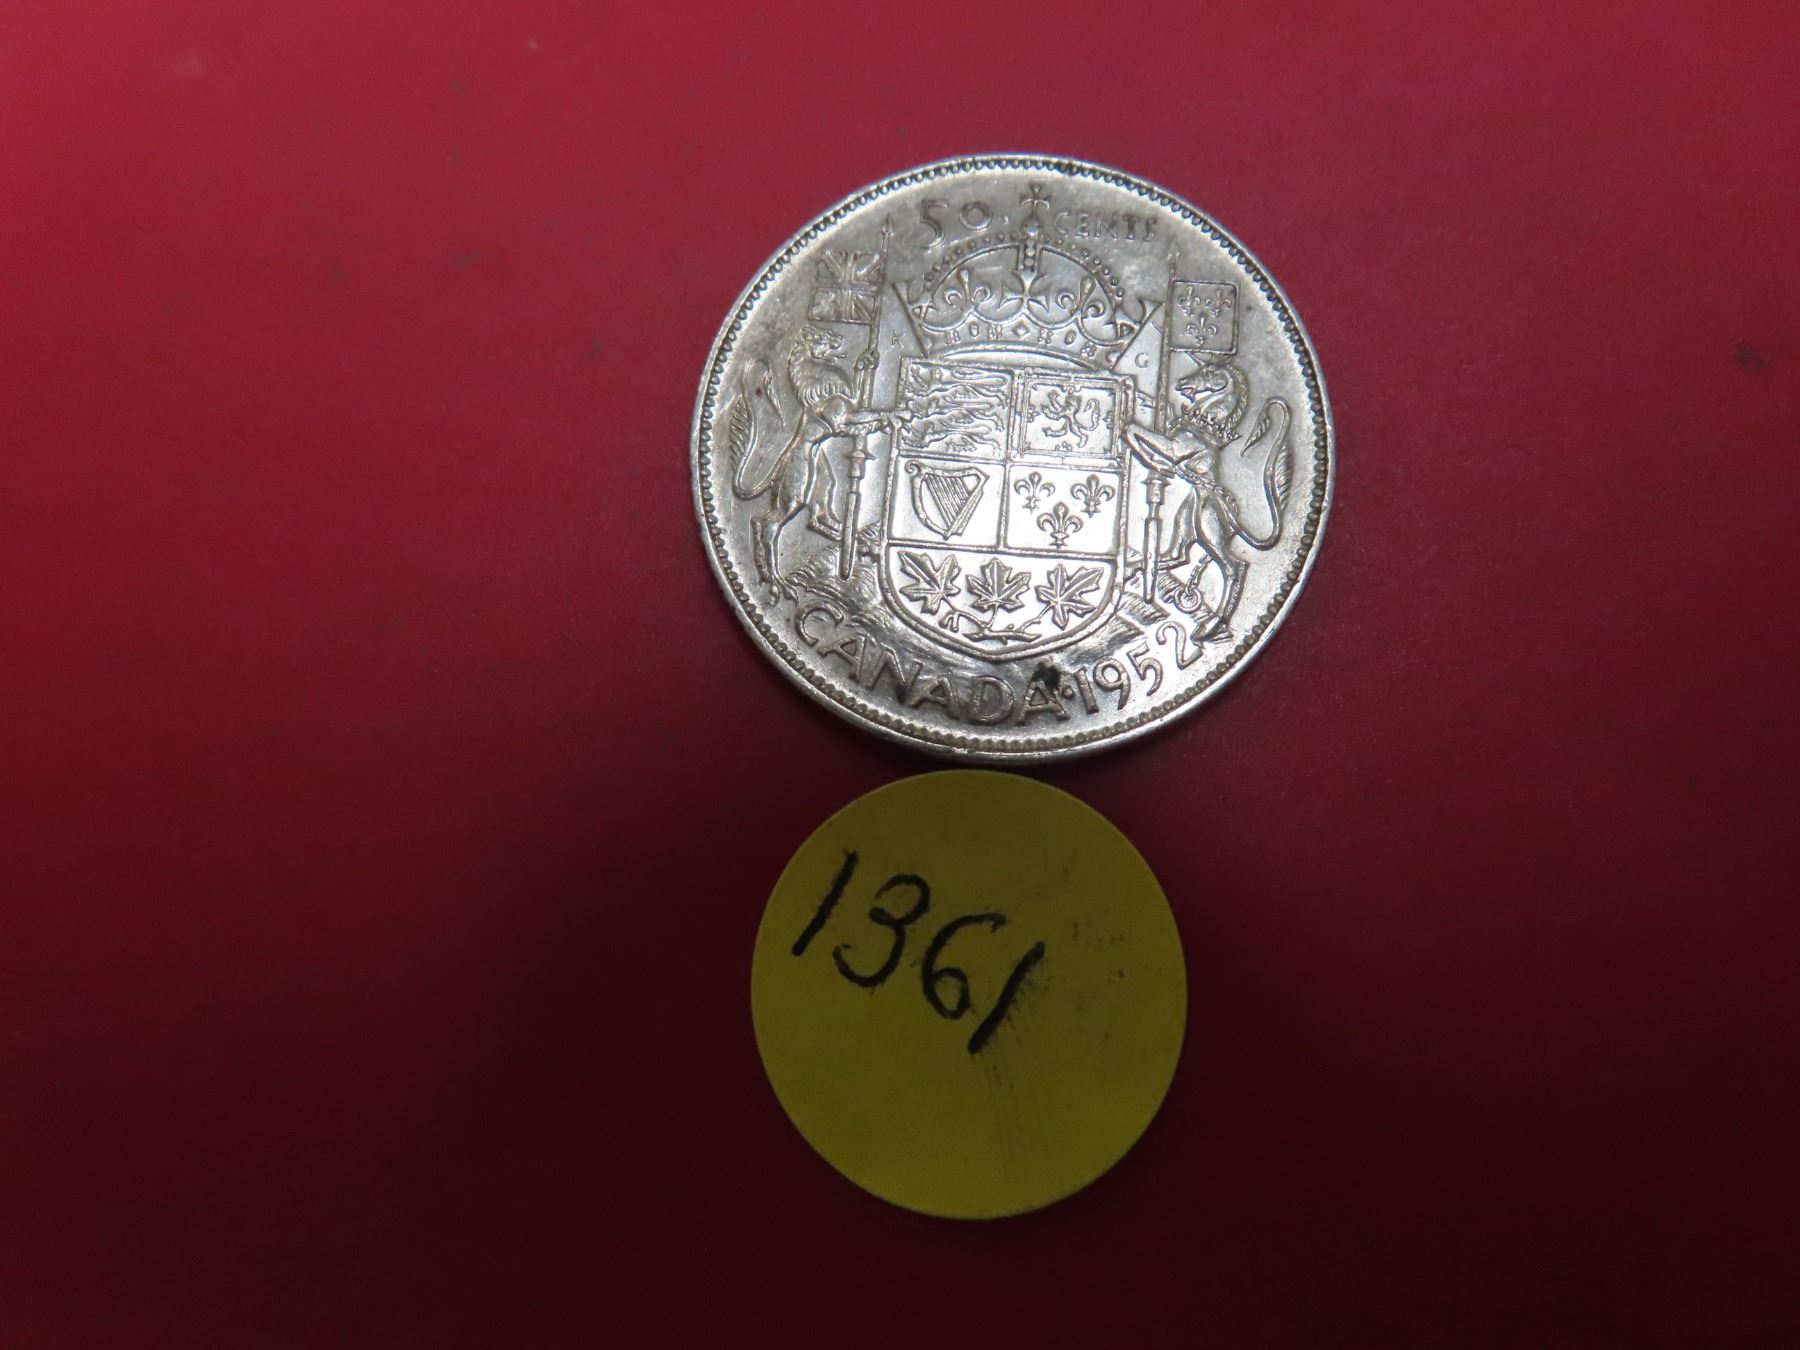 50 · CENTS
K G
CANADA · 1952
1361